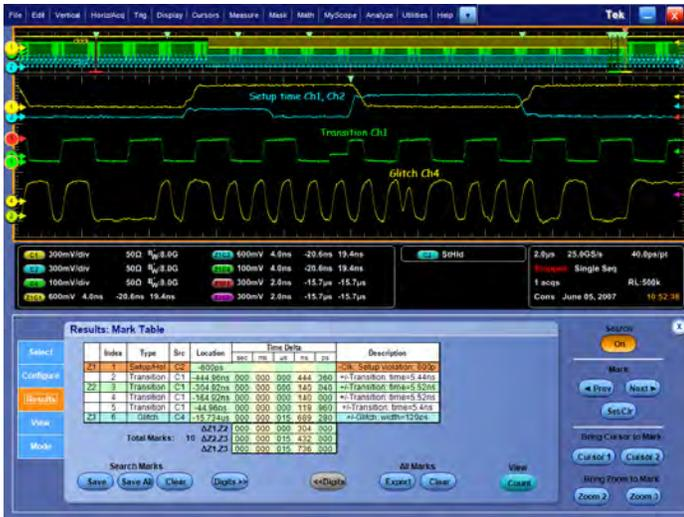 File Edit Vertical Horiz/Acq Trig Display Cursors Measure Mask Math MyScope Analyze Utilities Help Tek
Setup time Ch1, Ch2
Transition Ch1
Glitch Ch4
C1 300mV/div 50Ω 8.0G
300mV/div 50Ω 8.0G
100mV/div 50Ω 8.0G
Z1C1 600mV 4.0ns -20.6ns 19.4ns
600mV 4.0ns -20.6ns 19.4ns
100mV 4.0ns -20.6ns 19.4ns
300mV 2.0ns -15.7µs -15.7µs
300mV 2.0ns -15.7µs -15.7µs
C2 StHld
2.0µs 25.0GS/s 40.0ps/pt
Stopped Single Seq
1 acqs RL:500k
Cons June 05, 2007 10:52:38
Results: Mark Table
Select
Configure
Results
View
Mode
Index Type Src Location Time Delta Description
sec ms µs ns ps
Z1 1 Setup/Hol C2 -600ps -Clk: Setup Violation: 600p
2 Transition C1 -444.96ns 000 000 000 444 360 +/-Transition: time=5.44ns
Z2 3 Transition C1 -304.92ns 000 000 000 140 040 +/-Transition: time=5.52ns
4 Transition C1 -164.92ns 000 000 000 140 000 +/-Transition: time=5.52ns
5 Transition C1 -44.96ns 000 000 000 119 960 +/-Transition: time=5.4ns
Z3 6 Glitch C4 -15.734us 000 000 015 689 280 +/-Glitch: width=120ps
ΔZ1,Z2 000 000 000 304 000
Total Marks: 10 ΔZ2,Z3 000 000 015 432 000
ΔZ1,Z3 000 000 015 736 000
Search Marks
Save Save All Clear Digits >> <<Digits
All Marks
Export Clear
View
Count
Search
On
Mark
Prev Next
Set Clr
Bring Cursor to Mark
Cursor 1 Cursor 2
Bring Zoom to Mark
Zoom 2 Zoom 3